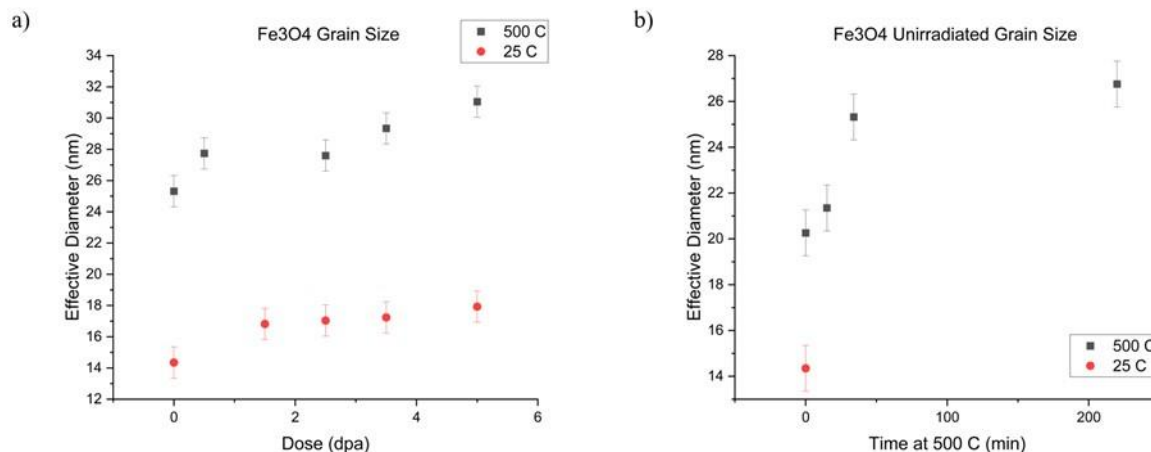 a)
Fe3O4 Grain Size
500 C
25 C
34
32
30
28
26
24
22
20
18
16
14
12
0
2
4
6
Effective Diameter (nm)
Dose (dpa)
b)
Fe3O4 Unirradiated Grain Size
28
26
24
22
20
18
16
14
500 C
25 C
0
100
200
Effective Diameter (nm)
Time at 500 C (min)